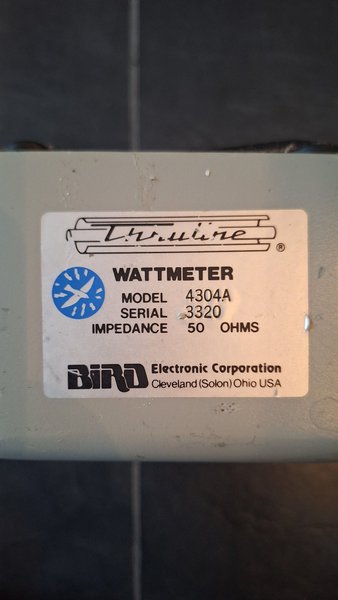 Thruline ®
WATTMETER
MODEL 4304A
SERIAL 3320
IMPEDANCE 50 OHMS
BIRD Electronic Corporation
Cleveland (Solon) Ohio USA